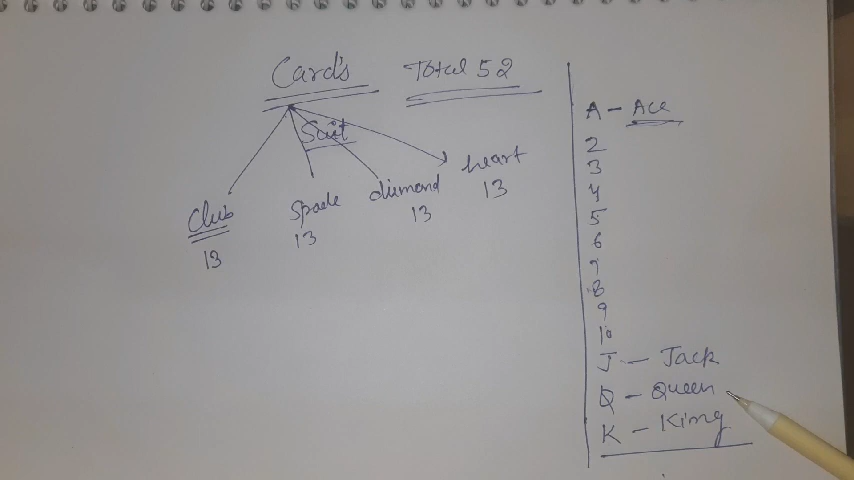 Card's Total 52
Suit
Club spade diamond heart
13 13 13 13
A - Ace
2
3
4
5
6
7
8
9
10
J - Jack
Q - Queen
K - King